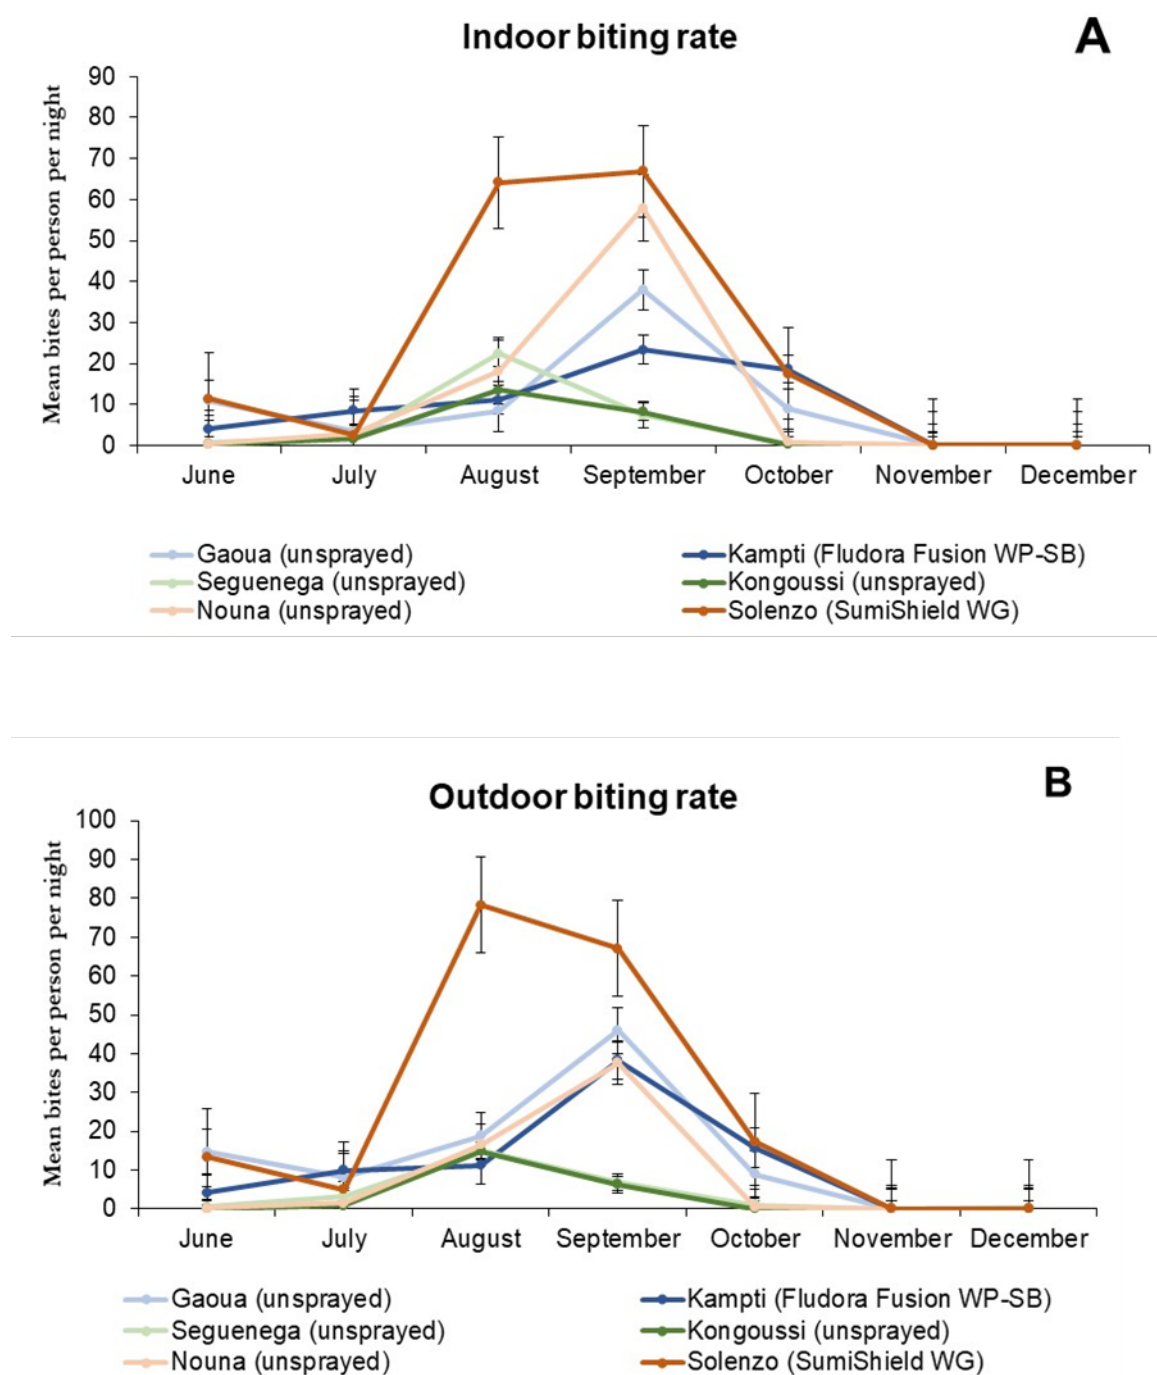 Indoor biting rate
A
Mean bites per person per night
90
80
70
60
50
40
30
20
10
0
June July August September October November December
Gaoua (unsprayed) Kampti (Fludora Fusion WP-SB)
Seguenega (unsprayed) Kongoussi (unsprayed)
Nouna (unsprayed) Solenzo (SumiShield WG)
B
Outdoor biting rate
Mean bites per person per night
100
90
80
70
60
50
40
30
20
10
0
June July August September October November December
Gaoua (unsprayed) Kampti (Fludora Fusion WP-SB)
Seguenega (unsprayed) Kongoussi (unsprayed)
Nouna (unsprayed) Solenzo (SumiShield WG)